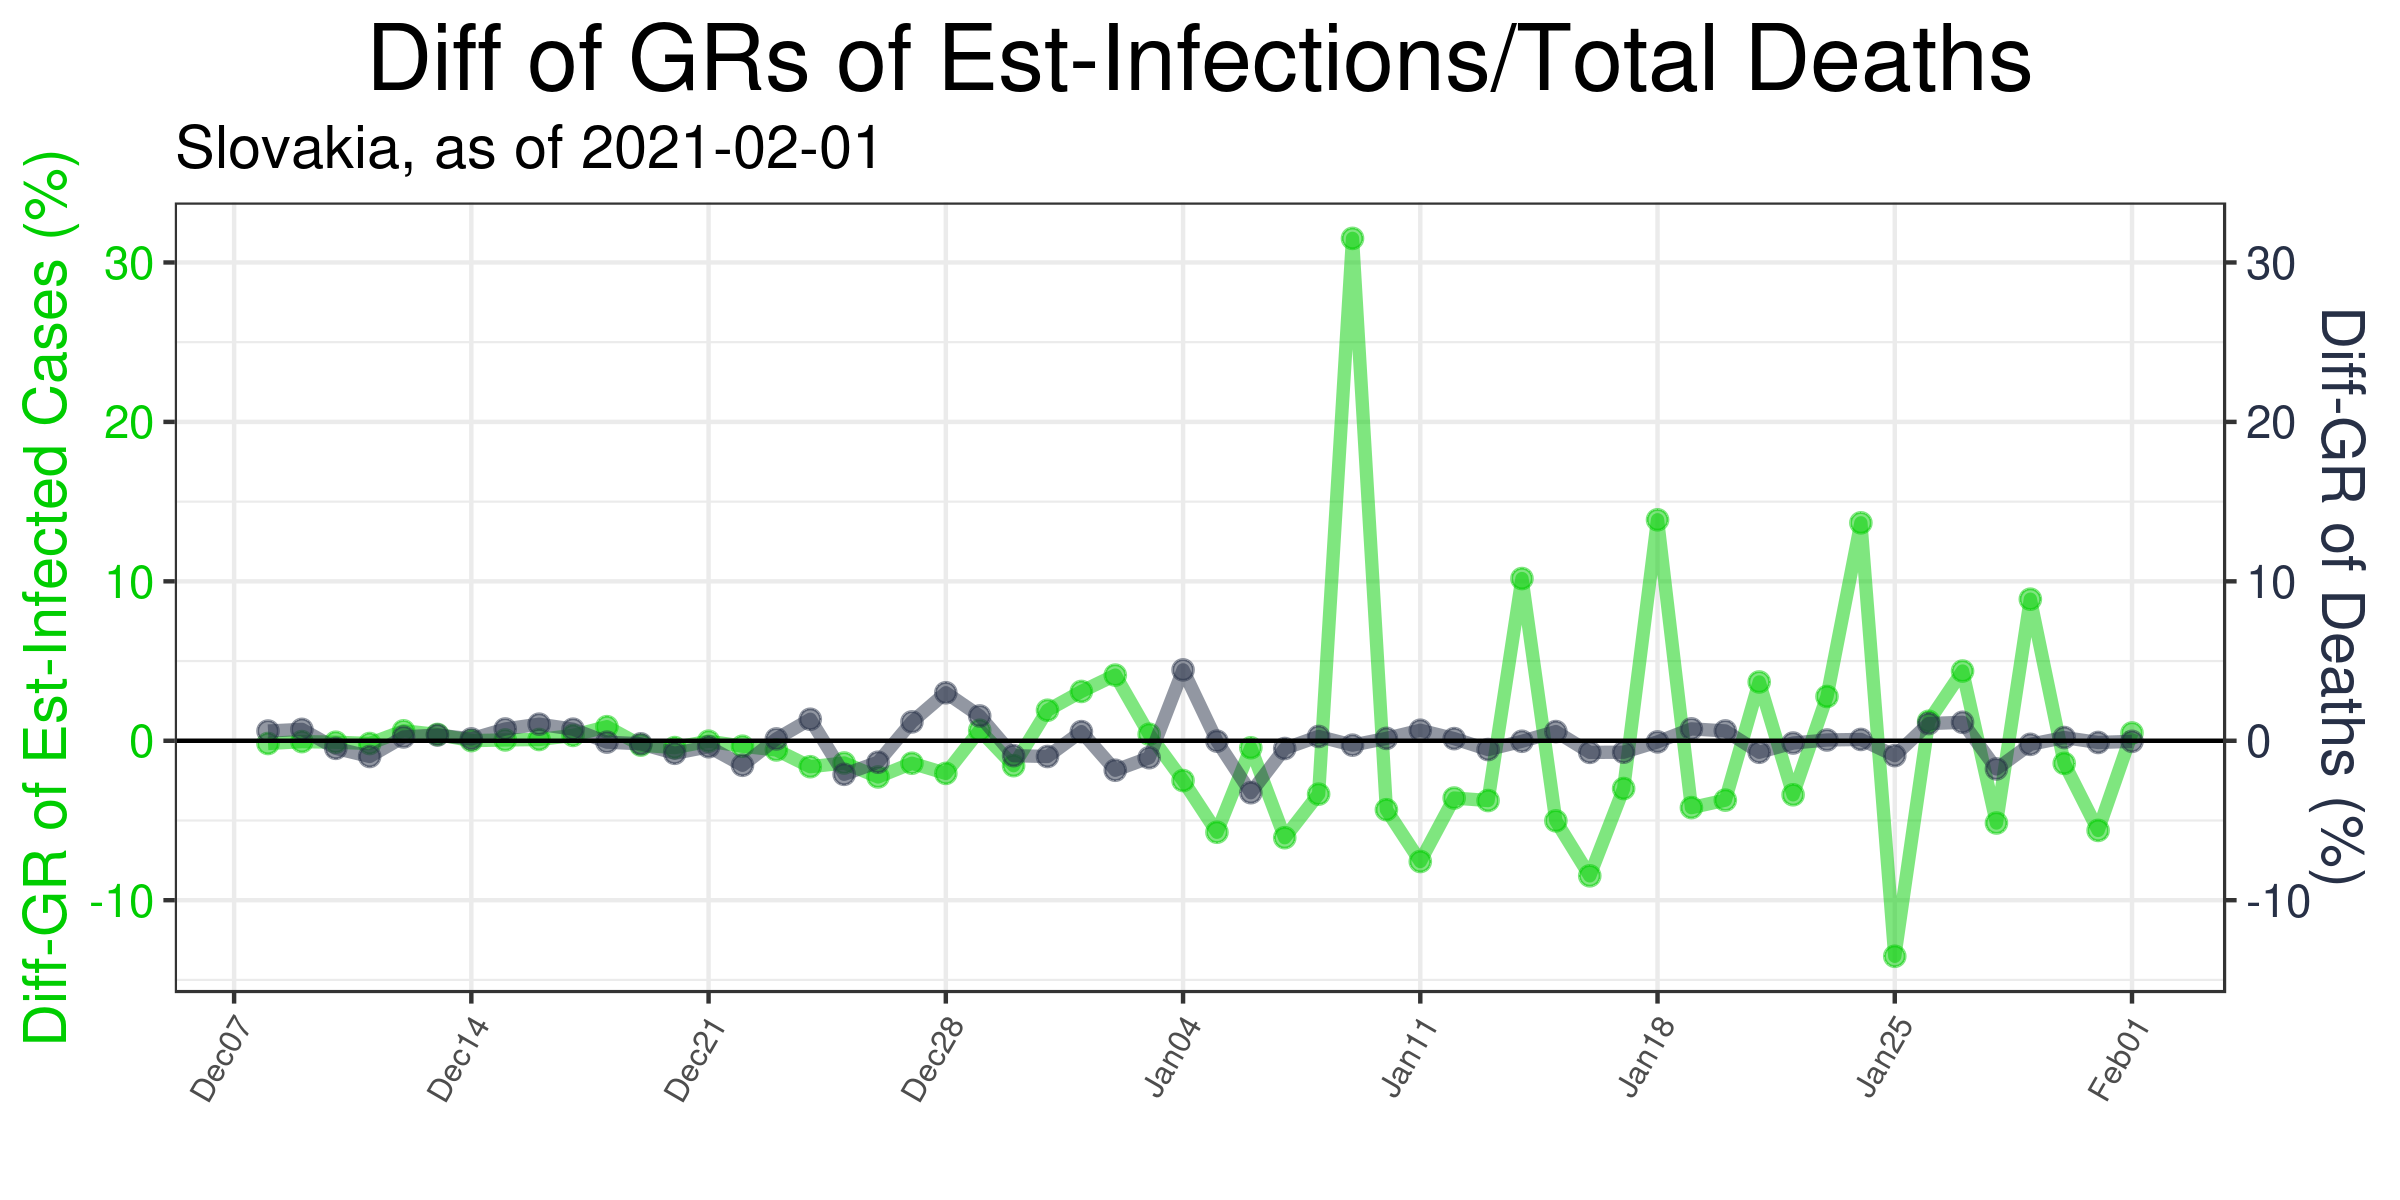 Diff of GRs of Est-Infections/Total Deaths
Slovakia, as of 2021-02-01
Diff-GR of Est-Infected Cases (%)
30
20
10
0
-10
30
20
10
0
-10
Diff-GR of Deaths (%)
Dec07
Dec14
Dec21
Dec28
Jan04
Jan11
Jan18
Jan25
Feb01